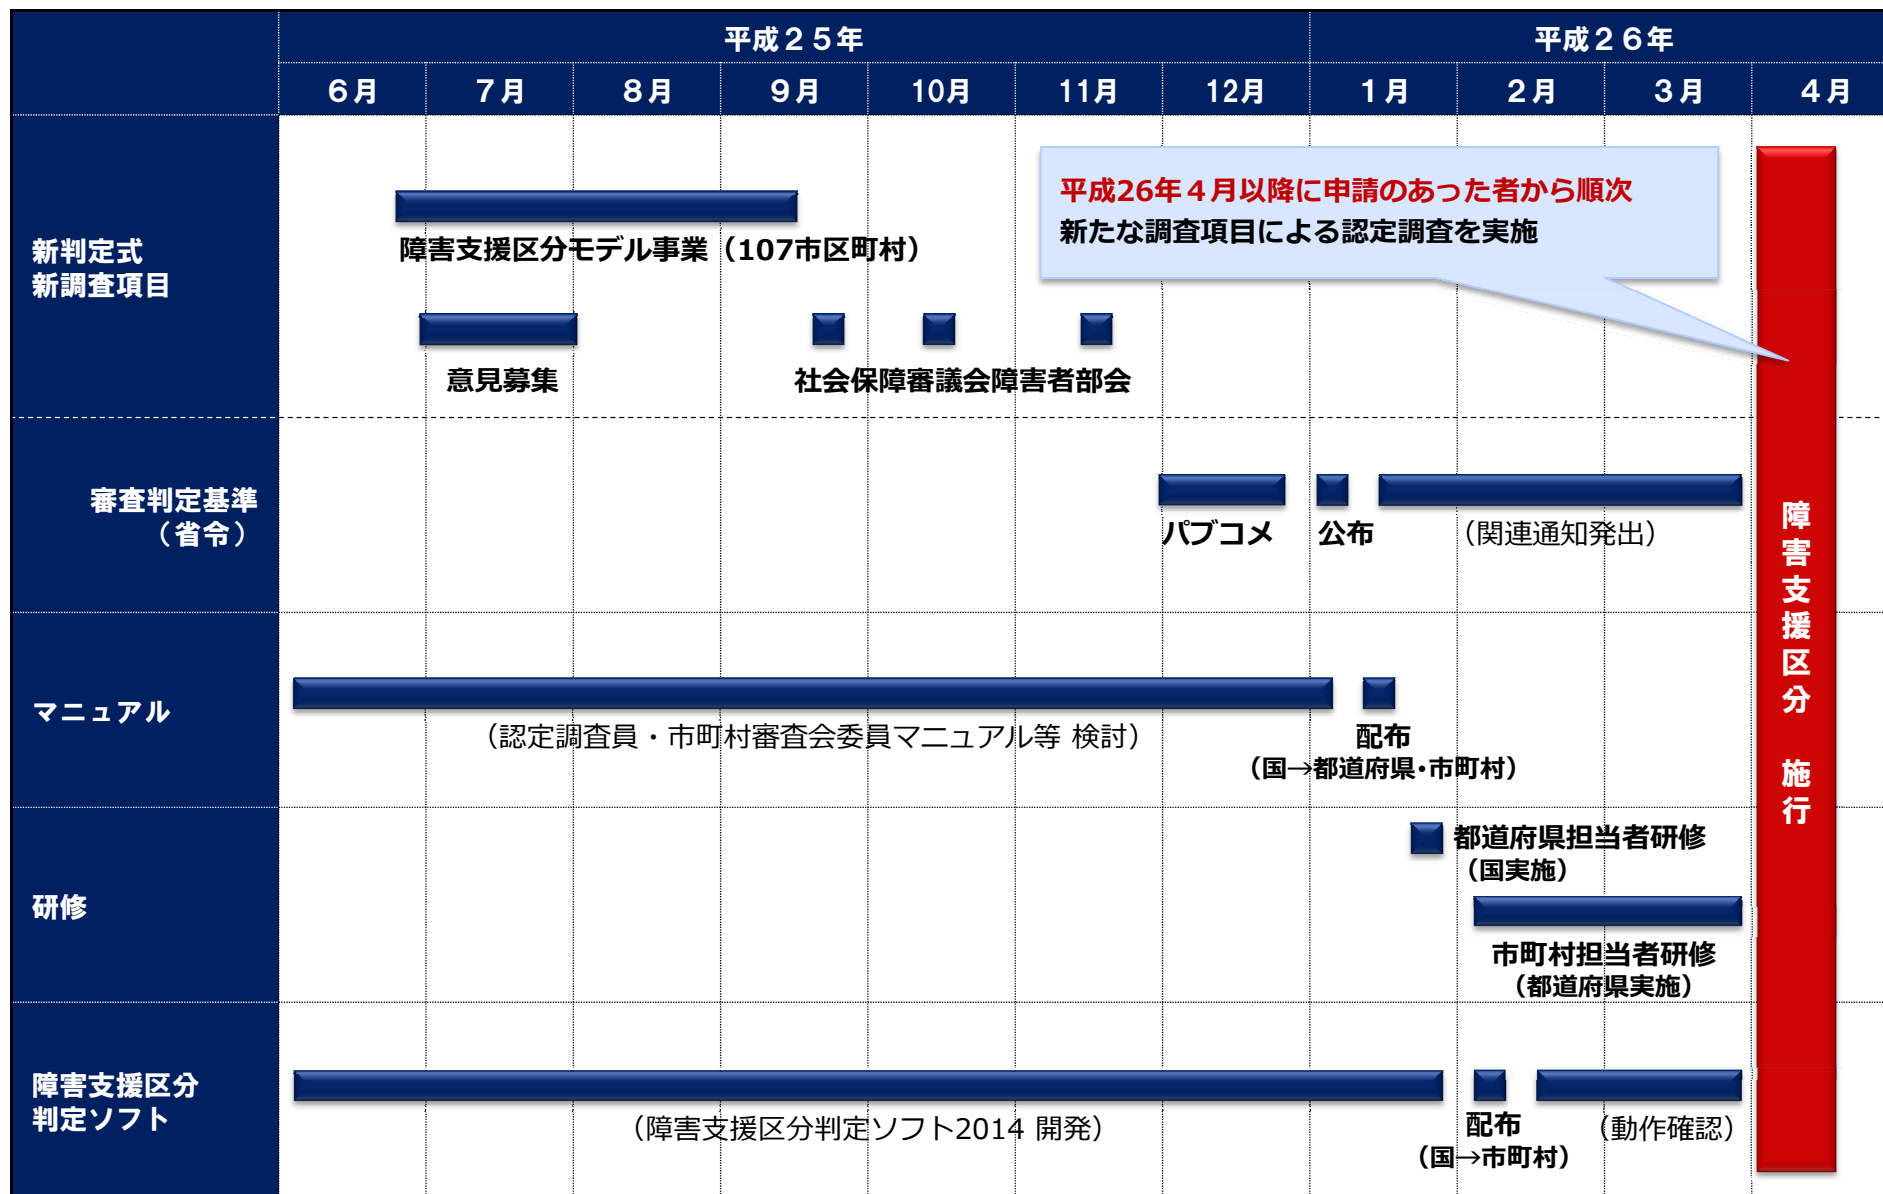 平成２５年
平成２６年
６月
７月
８月
９月
10月
11月
12月
１月
２月
３月
４月
新判定式
新調査項目
障害支援区分モデル事業（107市区町村）
平成26年４月以降に申請のあった者から順次
新たな調査項目による認定調査を実施
意見募集
社会保障審議会障害者部会
審査判定基準
（省令）
パブコメ
公布
（関連通知発出）
マニュアル
（認定調査員・市町村審査会委員マニュアル等 検討）
配布
（国→都道府県･市町村）
研修
都道府県担当者研修
（国実施）
市町村担当者研修
（都道府県実施）
障害支援区分
判定ソフト
（障害支援区分判定ソフト2014 開発）
配布
（国→市町村）
（動作確認）
障害支援区分　施行